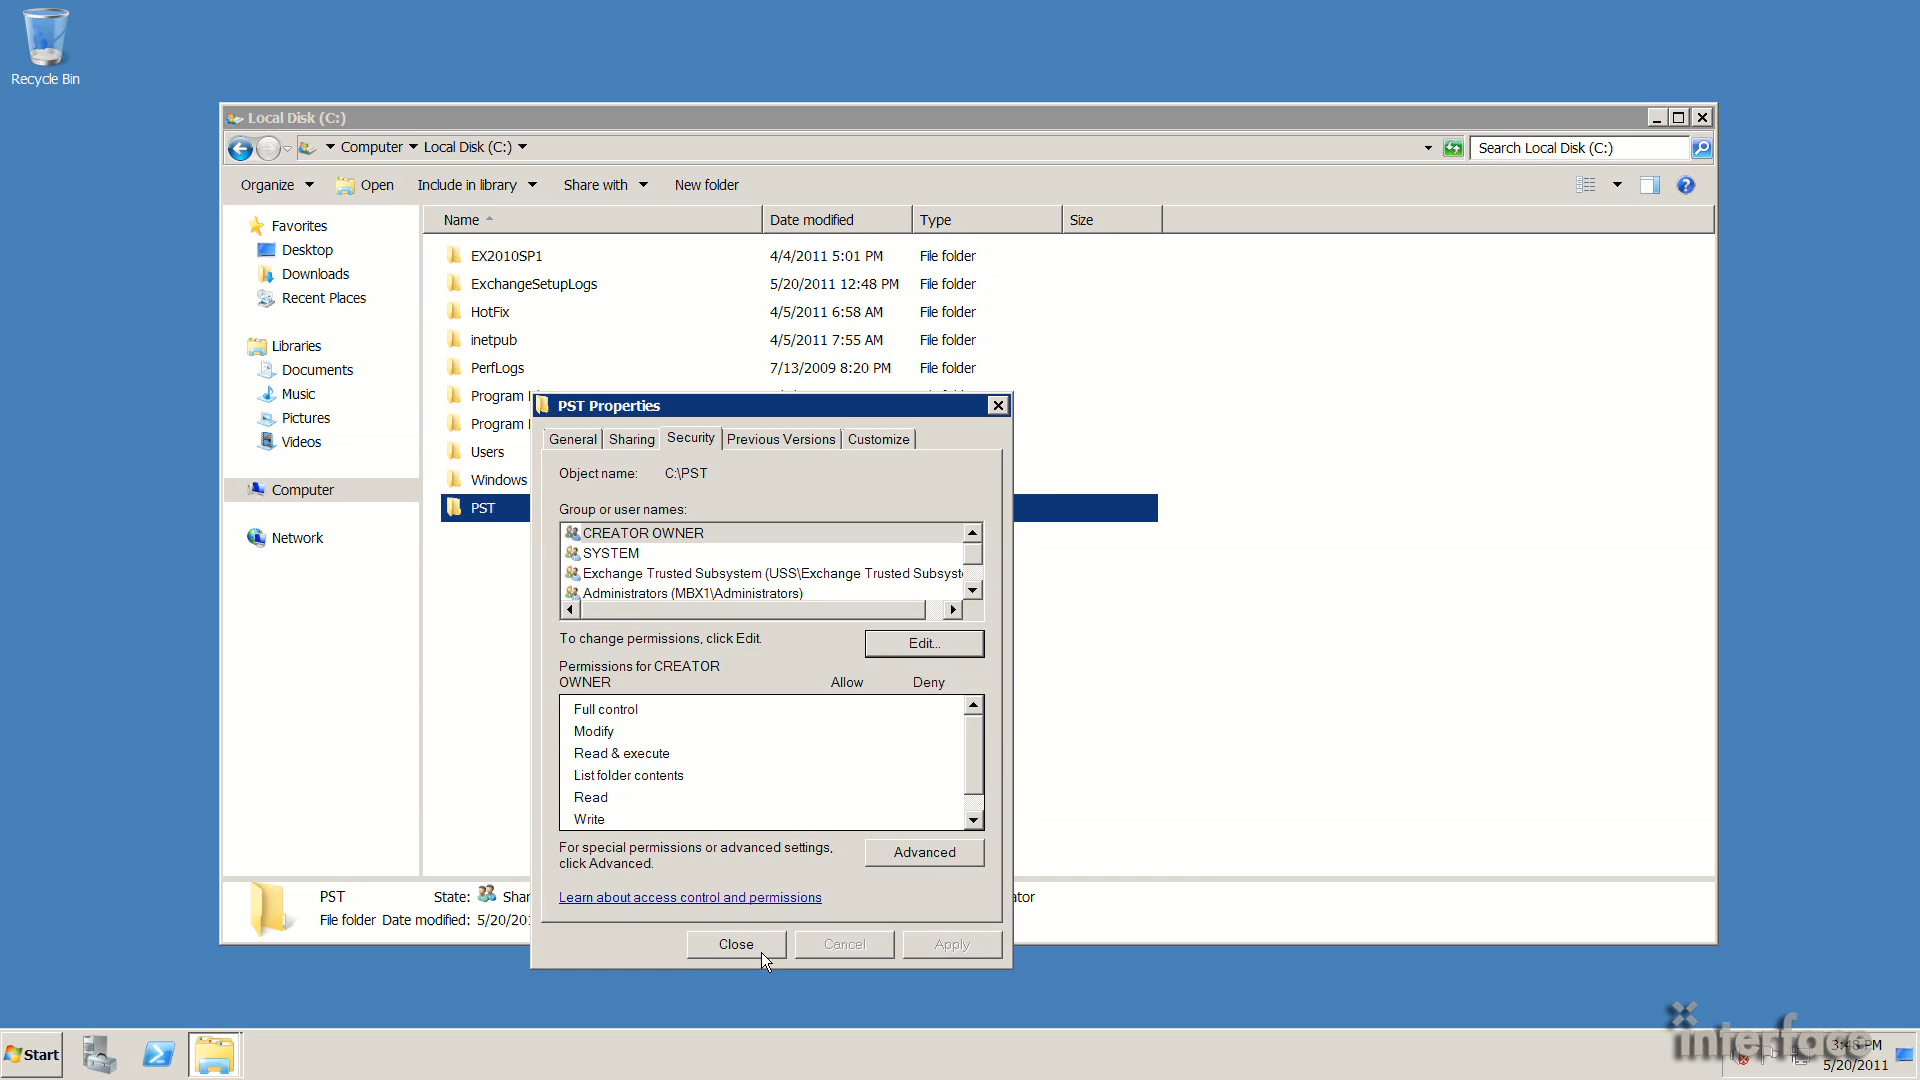 Recycle Bin
Local Disk (C:)
Computer Local Disk (C:)
Search Local Disk (C:)
Organize Open Include in library Share with New folder
Name Date modified Type Size
Favorites
Desktop
Downloads
Recent Places
Libraries
Documents
Music
Pictures
Videos
Computer
Network
EX2010SP1 4/4/2011 5:01 PM File folder
ExchangeSetupLogs 5/20/2011 12:48 PM File folder
HotFix 4/5/2011 6:58 AM File folder
inetpub 4/5/2011 7:55 AM File folder
PerfLogs 7/13/2009 8:20 PM File folder
Program
Program
Users
Windows
PST
PST Properties
General Sharing Security Previous Versions Customize
Object name: C:\PST
Group or user names:
CREATOR OWNER
SYSTEM
Exchange Trusted Subsystem (USS\Exchange Trusted Subsyst
Administrators (MBX1\Administrators)
To change permissions, click Edit.
Edit...
Permissions for CREATOR
OWNER Allow Deny
Full control
Modify
Read & execute
List folder contents
Read
Write
For special permissions or advanced settings,
click Advanced.
Advanced
Learn about access control and permissions
Close Cancel Apply
PST State: Shar
File folder Date modified: 5/20/20
ator
Start
interface
3:48 PM
5/20/2011